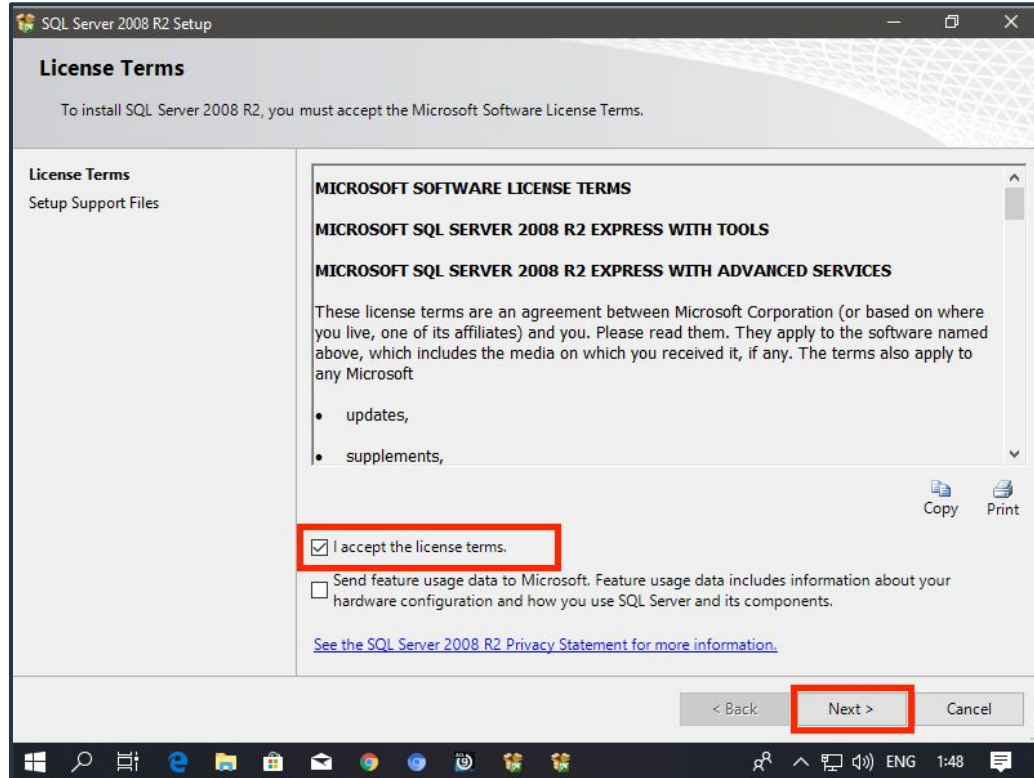 SQL Server 2008 R2 Setup
License Terms
To install SQL Server 2008 R2, you must accept the Microsoft Software License Terms.
License Terms
Setup Support Files
MICROSOFT SOFTWARE LICENSE TERMS
MICROSOFT SQL SERVER 2008 R2 EXPRESS WITH TOOLS
MICROSOFT SQL SERVER 2008 R2 EXPRESS WITH ADVANCED SERVICES
These license terms are an agreement between Microsoft Corporation (or based on where
you live, one of its affiliates) and you. Please read them. They apply to the software named
above, which includes the media on which you received it, if any. The terms also apply to
any Microsoft
• updates,
• supplements,
Copy Print
I accept the license terms.
Send feature usage data to Microsoft. Feature usage data includes information about your
hardware configuration and how you use SQL Server and its components.
See the SQL Server 2008 R2 Privacy Statement for more information.
< Back Next > Cancel
ENG 1:48